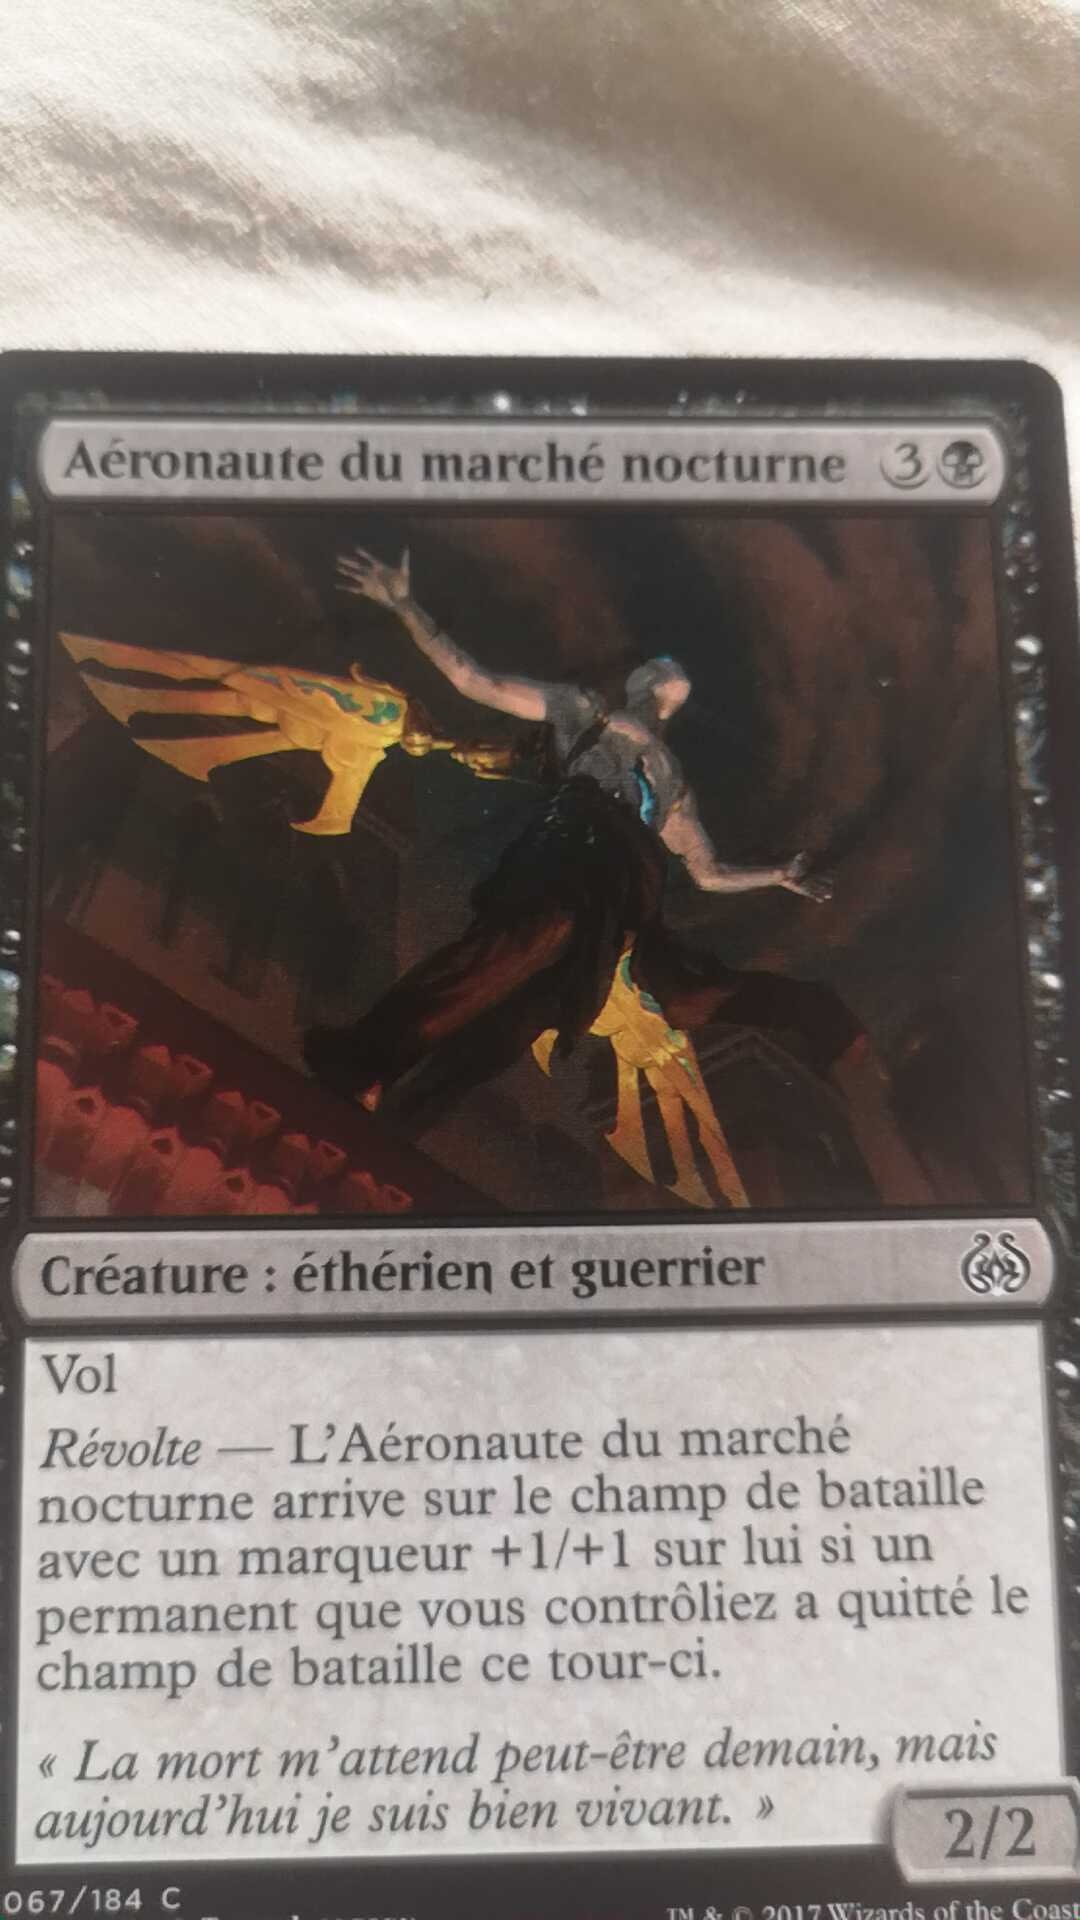 Aéronaute du marché nocturne 3
Créature : éthérien et guerrier
Vol
Révolte — L'Aéronaute du marché
nocturne arrive sur le champ de bataille
avec un marqueur +1/+1 sur lui si un
permanent que vous contrôliez a quitté le
champ de bataille ce tour-ci.
« La mort m'attend peut-être demain, mais
aujourd'hui je suis bien vivant. »
2/2
067/184 C
™ & © 2017 Wizards of the Coast